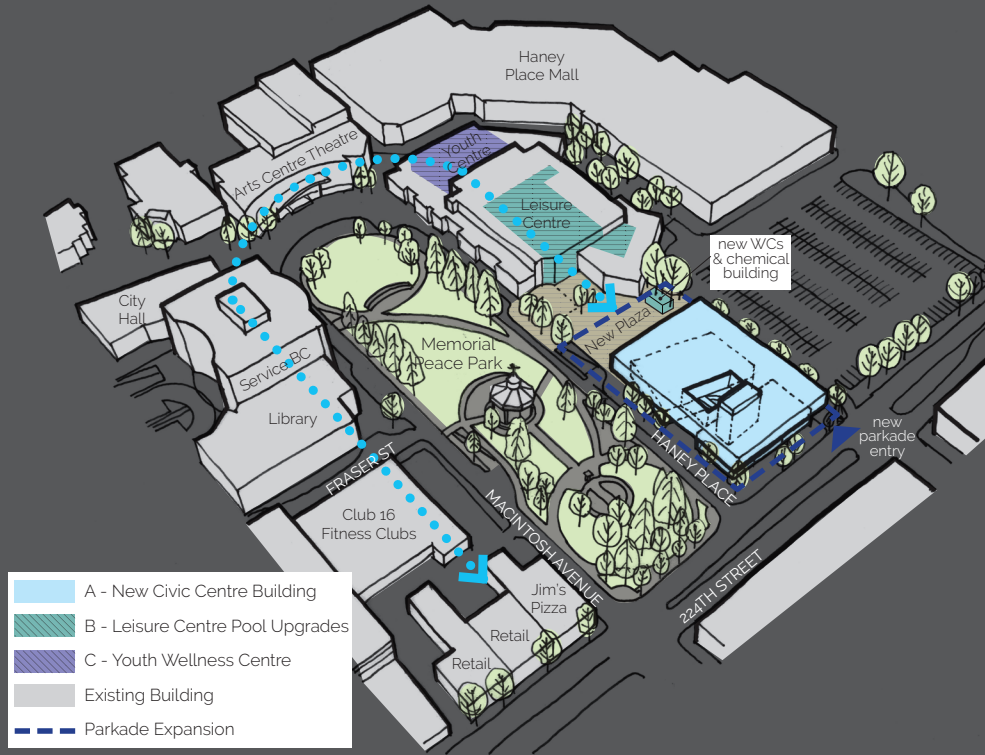 Haney
Place Mall
Arts Centre Theatre
Youth
Centre
Leisure
Centre
new WCs
& chemical
building
City
Hall
New Plaza
Service BC
Memorial
Peace Park
Library
new
parkade
entry
FRASER ST
HANEY PLACE
Club 16
Fitness Clubs
MACINTOSH AVENUE
224TH STREET
Jim's
Pizza
Retail
Retail
A - New Civic Centre Building
B - Leisure Centre Pool Upgrades
C - Youth Wellness Centre
Existing Building
Parkade Expansion